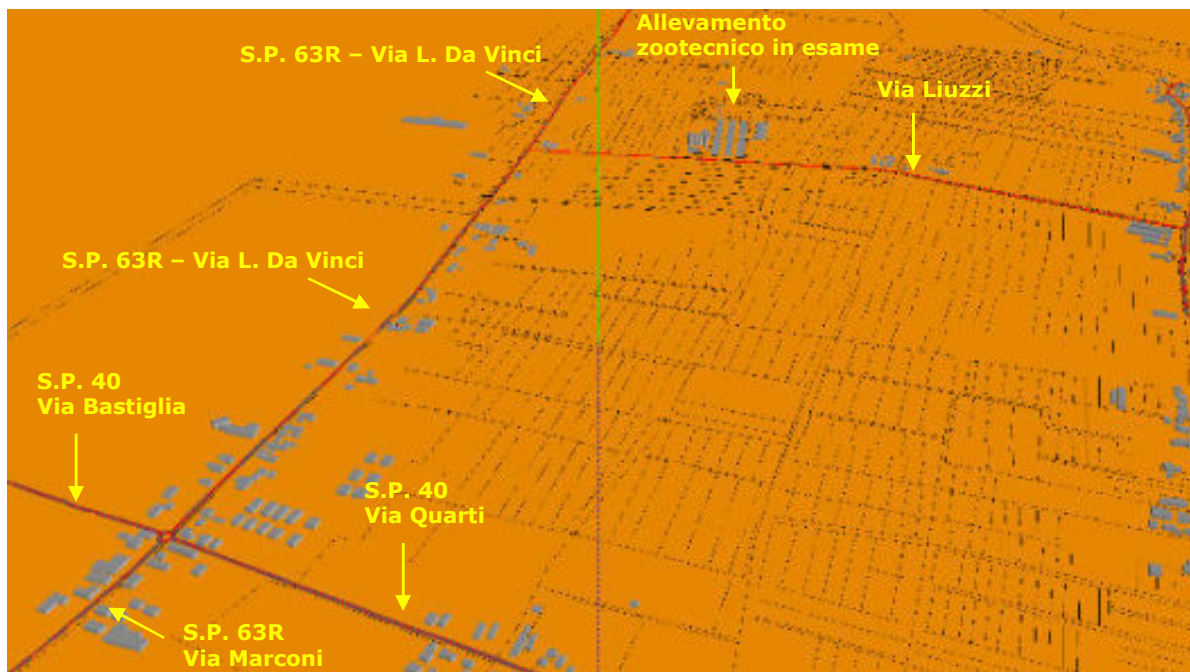 Allevamento
zootecnico in esame
S.P. 63R – Via L. Da Vinci
Via Liuzzi
S.P. 63R – Via L. Da Vinci
S.P. 40
Via Bastiglia
S.P. 40
Via Quarti
S.P. 63R
Via Marconi